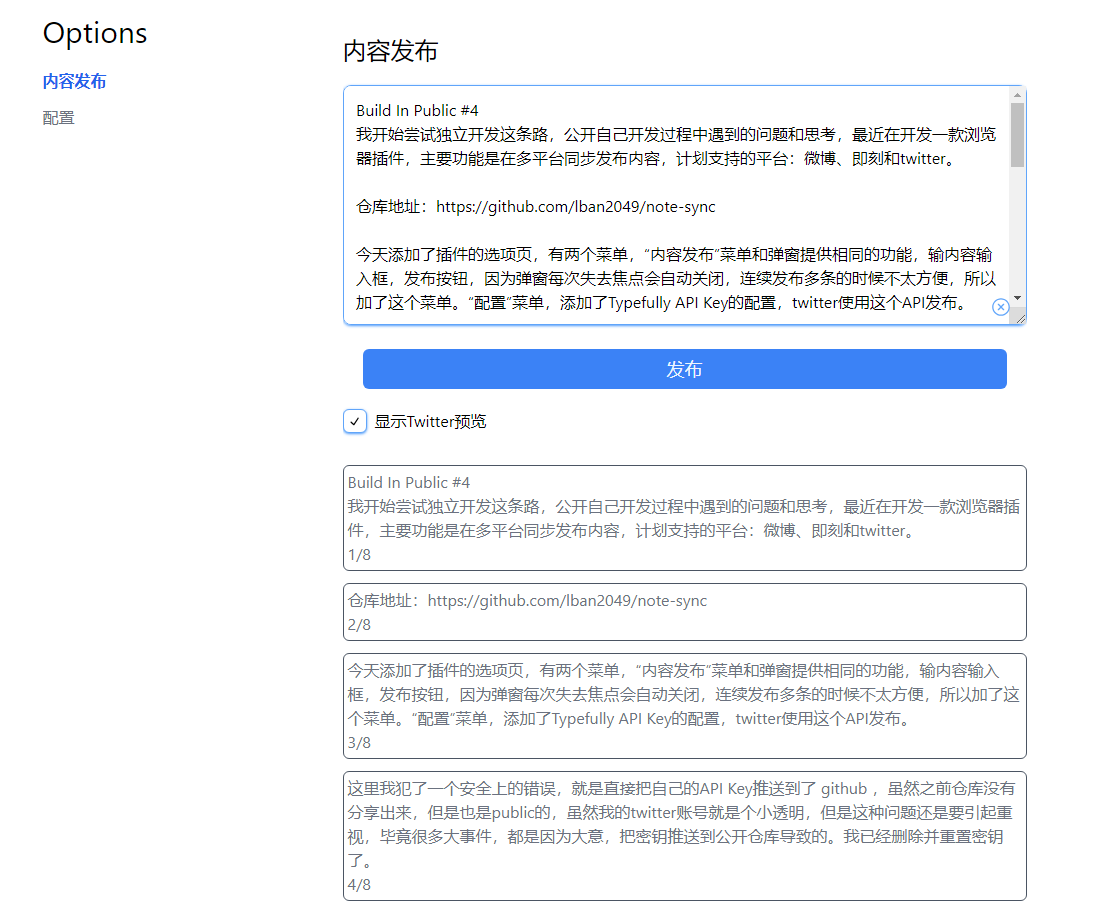 Options
内容发布
配置
内容发布
Build In Public #4
我开始尝试独立开发这条路，公开自己开发过程中遇到的问题和思考，最近在开发一款浏览
器插件，主要功能是在多平台同步发布内容，计划支持的平台：微博、即刻和twitter。
仓库地址：https://github.com/lban2049/note-sync
今天添加了插件的选项页，有两个菜单，“内容发布”菜单和弹窗提供相同的功能，输内容输
入框，发布按钮，因为弹窗每次失去焦点会自动关闭，连续发布多条的时候不太方便，所以
加了这个菜单。“配置”菜单，添加了Typefully API Key的配置，twitter使用这个API发布。
发布
显示Twitter预览
Build In Public #4
我开始尝试独立开发这条路，公开自己开发过程中遇到的问题和思考，最近在开发一款浏览器插
件，主要功能是在多平台同步发布内容，计划支持的平台：微博、即刻和twitter。
1/8
仓库地址：https://github.com/lban2049/note-sync
2/8
今天添加了插件的选项页，有两个菜单，“内容发布”菜单和弹窗提供相同的功能，输内容输入
框，发布按钮，因为弹窗每次失去焦点会自动关闭，连续发布多条的时候不太方便，所以加了这
个菜单。“配置”菜单，添加了Typefully API Key的配置，twitter使用这个API发布。
3/8
这里我犯了一个安全上的错误，就是直接把自己的API Key推送到了 github ，虽然之前仓库没有
分享出来，但是也是public的，虽然我的twitter账号就是个小透明，但是这种问题还是要引起重
视，毕竟很多大事件，都是因为大意，把密钥推送到公开仓库导致的。我已经删除并重置密钥
了。
4/8